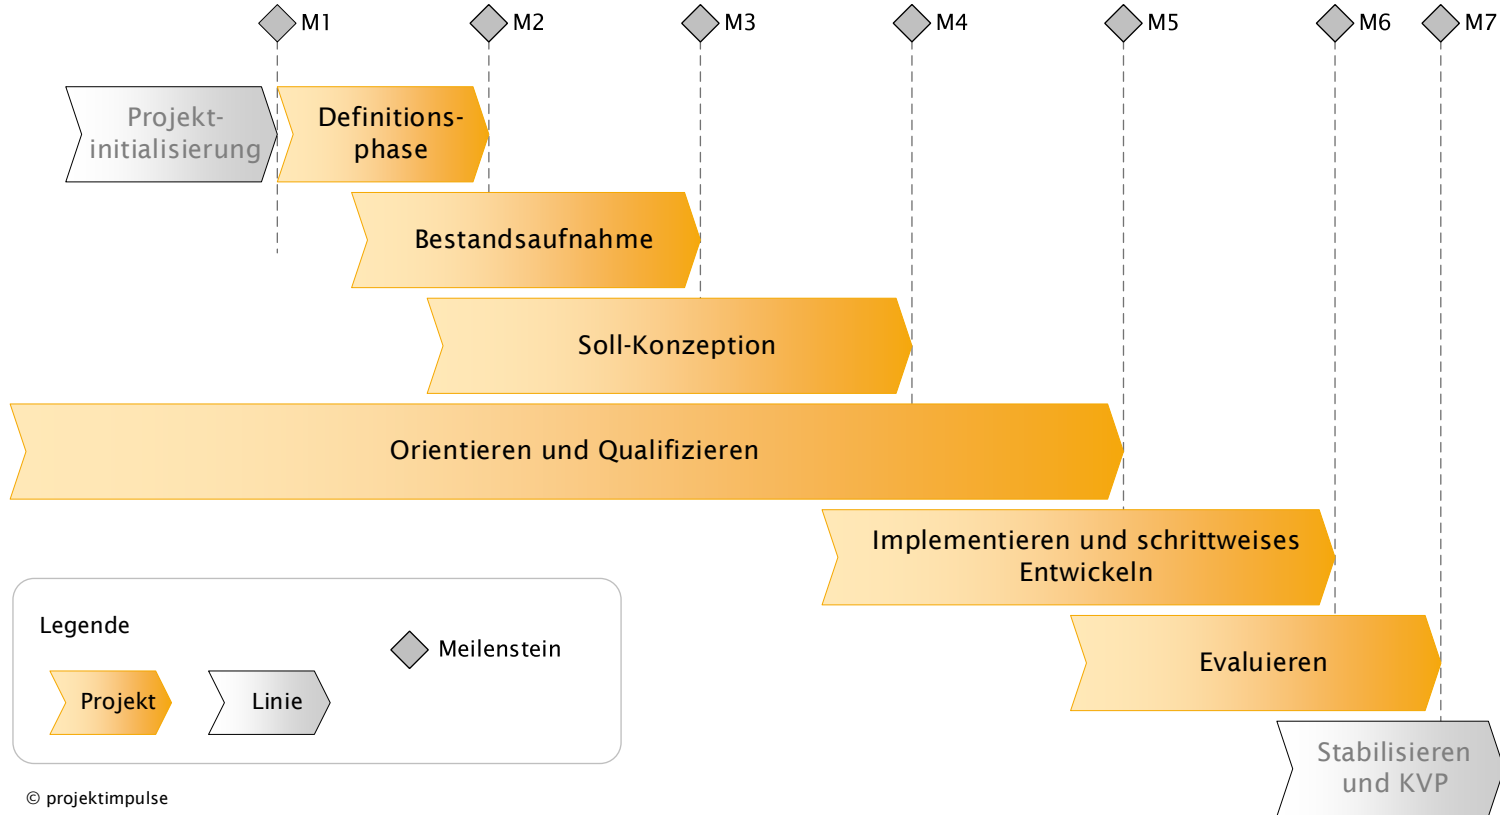 M1
M2
M3
M4
M5
M6
M7
Projekt-
initialisierung
Definitions-
phase
Bestandsaufnahme
Soll-Konzeption
Orientieren und Qualifizieren
Implementieren und schrittweises
Entwickeln
Evaluieren
Stabilisieren
und KVP
Legende
Meilenstein
Projekt
Linie
© projektimpulse